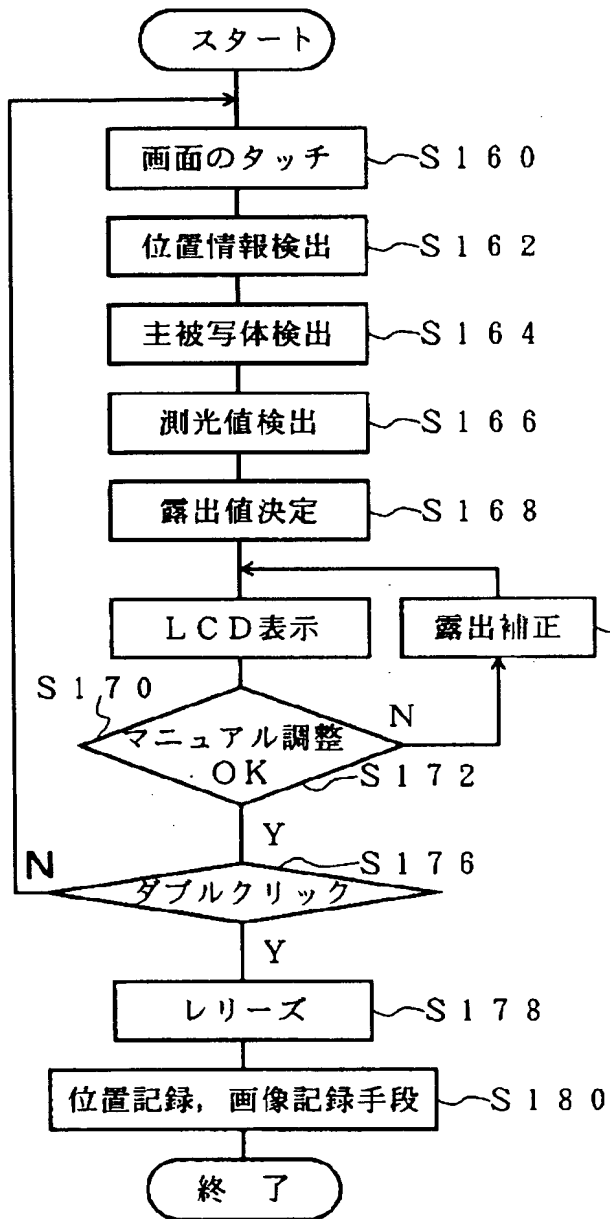 スタート
画面のタッチ S160
位置情報検出 S162
主被写体検出 S164
測光値検出 S166
露出値決定 S168
LCD表示 露出補正
S170
マニュアル調整 N
OK S172
Y
N S176
ダブルクリック
Y
レリーズ S178
位置記録，画像記録手段 S180
終了